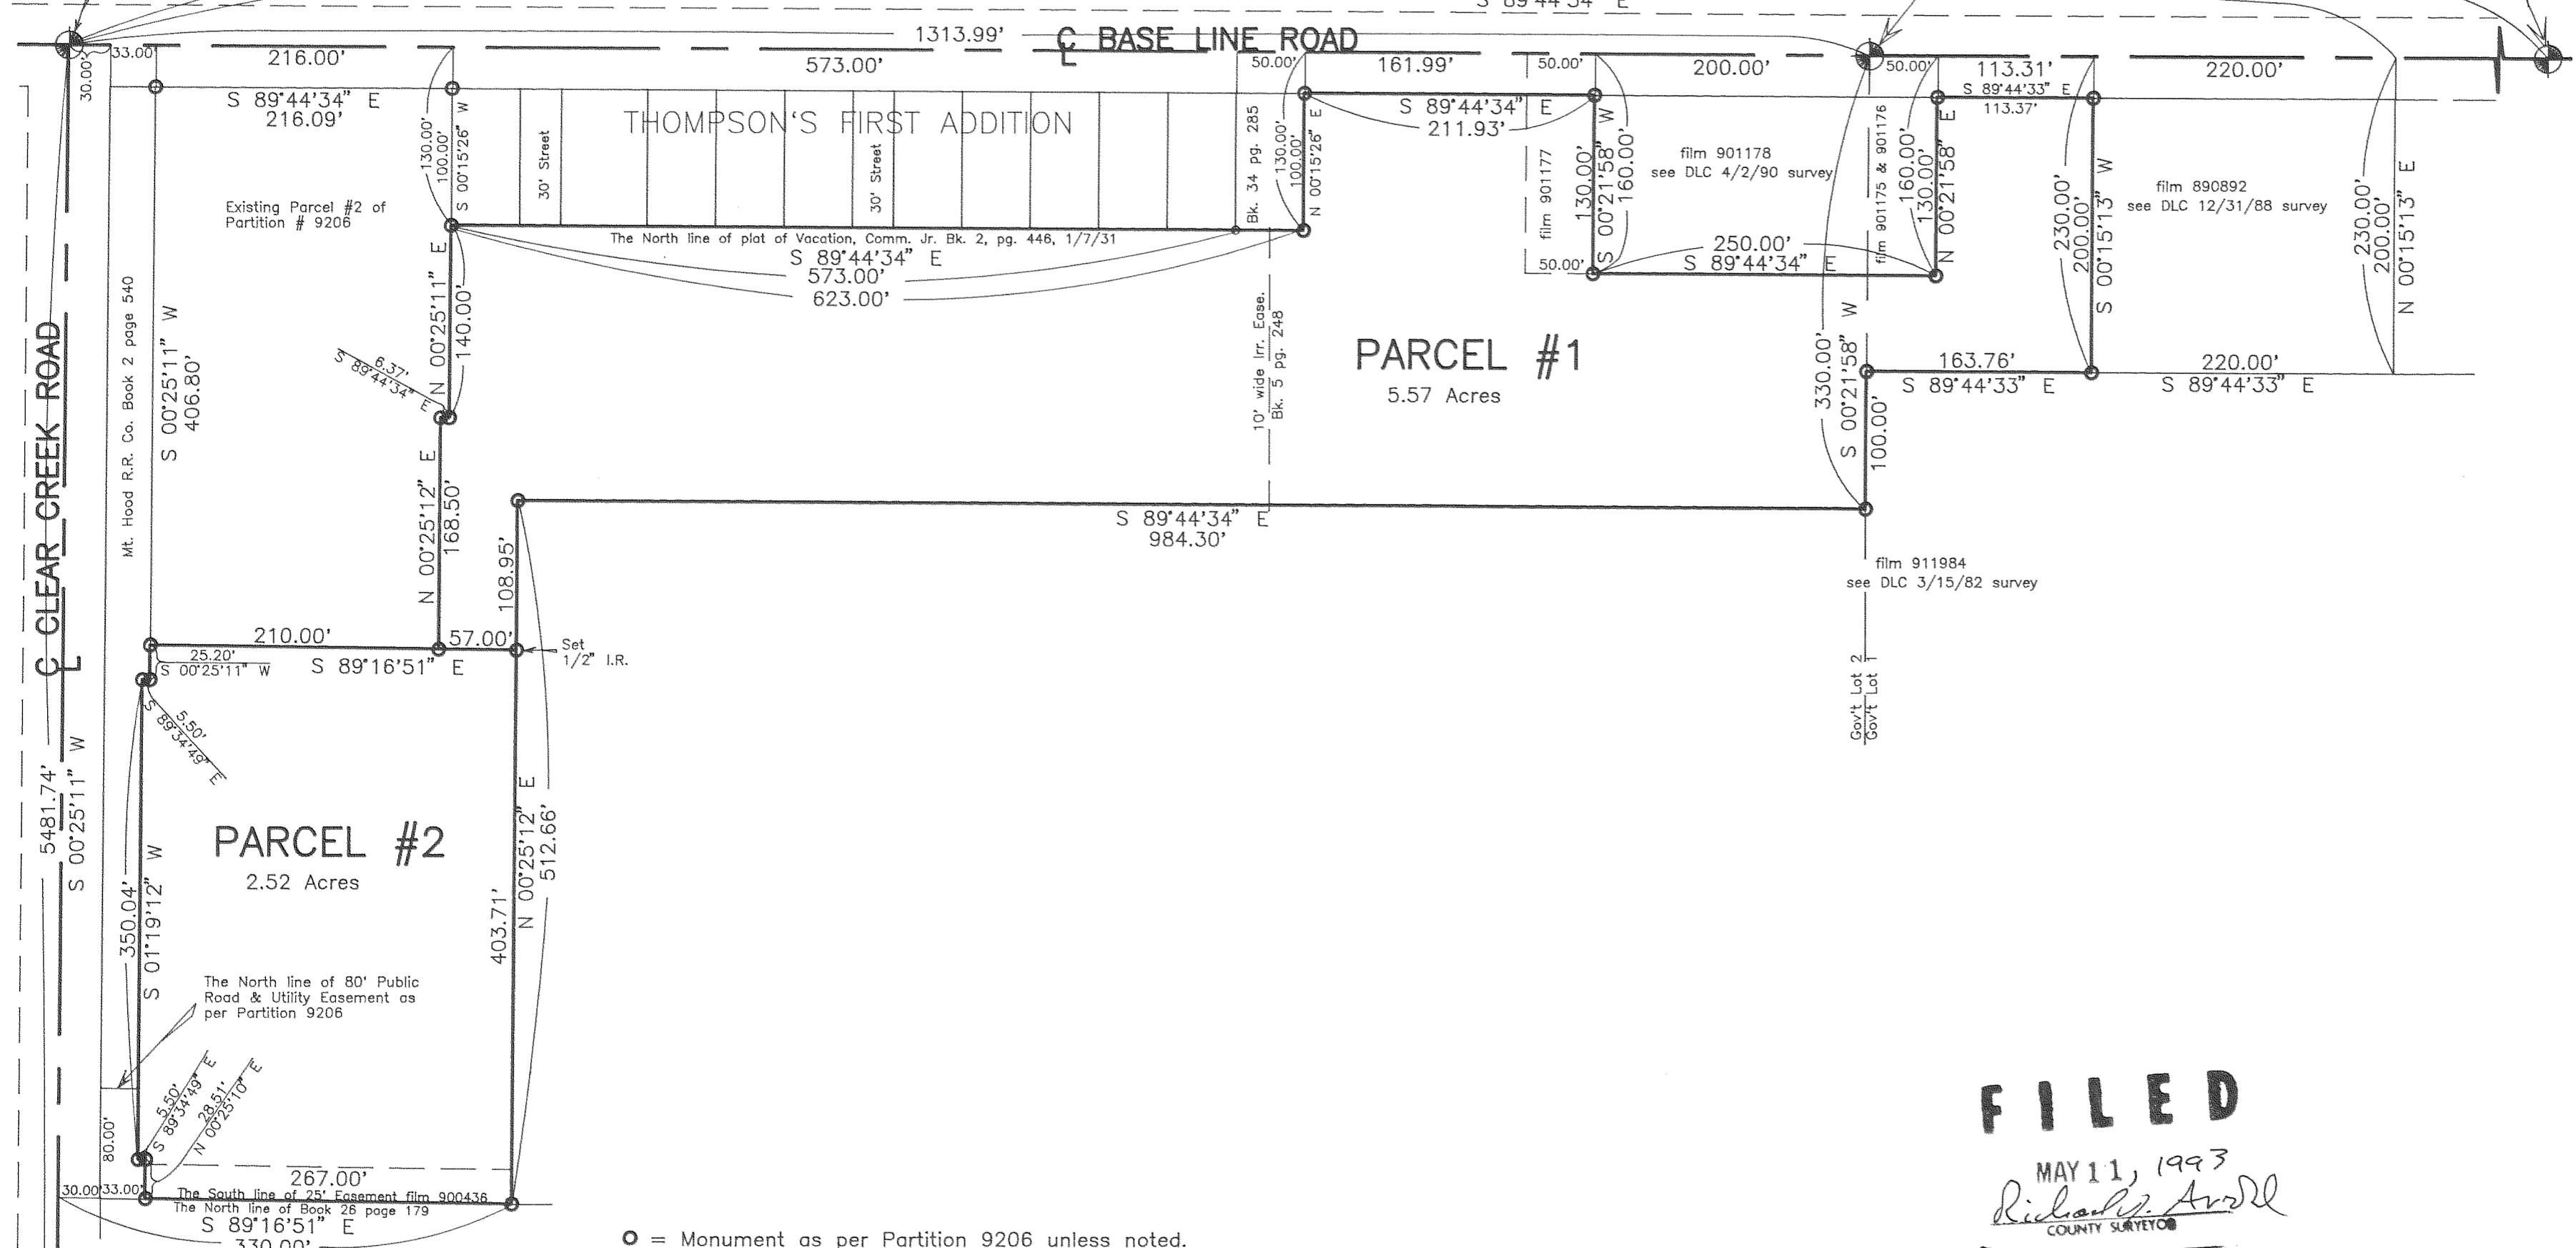 S 89°44'34" E
1313.99'
CL BASE LINE ROAD
33.00'
30.00'
216.00'
573.00'
50.00'
161.99'
50.00'
200.00'
50.00'
113.31'
220.00'
S 89°44'34" E
216.09'
THOMPSON'S FIRST ADDITION
30' Street
30' Street
130.00'
100.00'
S 00°15'26" W
Bk. 34 pg. 285
130.00'
100.00'
N 00°15'26" E
S 89°44'34" E
211.93'
film 901177
50.00'
130.00'
S 00°21'58" W
160.00'
film 901178
see DLC 4/2/90 survey
film 901175 & 901176
160.00'
130.00'
N 00°21'58" E
S 89°44'33" E
113.37'
230.00'
200.00'
S 00°15'13" W
film 890892
see DLC 12/31/88 survey
230.00'
200.00'
N 00°15'13" E
Existing Parcel #2 of
Partition # 9206
The North line of plat of Vacation, Comm. Jr. Bk. 2, pg. 446, 1/7/31
S 89°44'34" E
573.00'
623.00'
250.00'
S 89°44'34" E
Mt. Hood R.R. Co. Book 2 page 540
S 00°25'11" W
406.80'
N 00°25'11" E
140.00'
6.37'
S 89°44'34" E
10' wide Irr. Ease.
Bk. 5 pg. 248
PARCEL #1
5.57 Acres
330.00'
S 00°21'58" W
100.00'
163.76'
S 89°44'33" E
220.00'
S 89°44'33" E
CL CLEAR CREEK ROAD
N 00°25'12" E
168.50'
108.95'
S 89°44'34" E
984.30'
film 911984
see DLC 3/15/82 survey
Gov't Lot 2
Gov't Lot 1
210.00'
57.00'
Set
1/2" I.R.
25.20'
S 00°25'11" W
S 89°16'51" E
5.50'
S 89°34'49" E
5481.74'
S 00°25'11" W
PARCEL #2
2.52 Acres
350.04'
S 01°19'12" W
403.71'
N 00°25'12" E
512.66'
The North line of 80' Public
Road & Utility Easement as
per Partition 9206
5.50'
S 89°34'49" E
28.51'
N 00°25'10" E
80.00'
267.00'
30.00'
33.00'
The South line of 25' Easement film 900436
The North line of Book 26 page 179
S 89°16'51" E
330.00'
O = Monument as per Partition 9206 unless noted.
FILED
MAY 11, 1993
COUNTY SURVEYOR